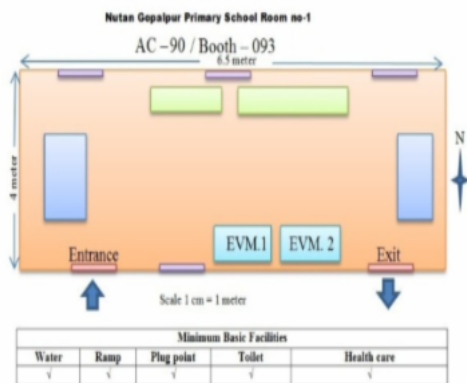 Nutan Gopalpur Primary School Room no-1
AC –90 / Booth – 093
6.5 meter
4 meter
N
EVM.1
EVM. 2
Entrance
Exit
Scale 1 cm = 1 meter
Minimum Basic Facilities
Water Ramp Plug point Toilet Health care
√ √ √ √ √